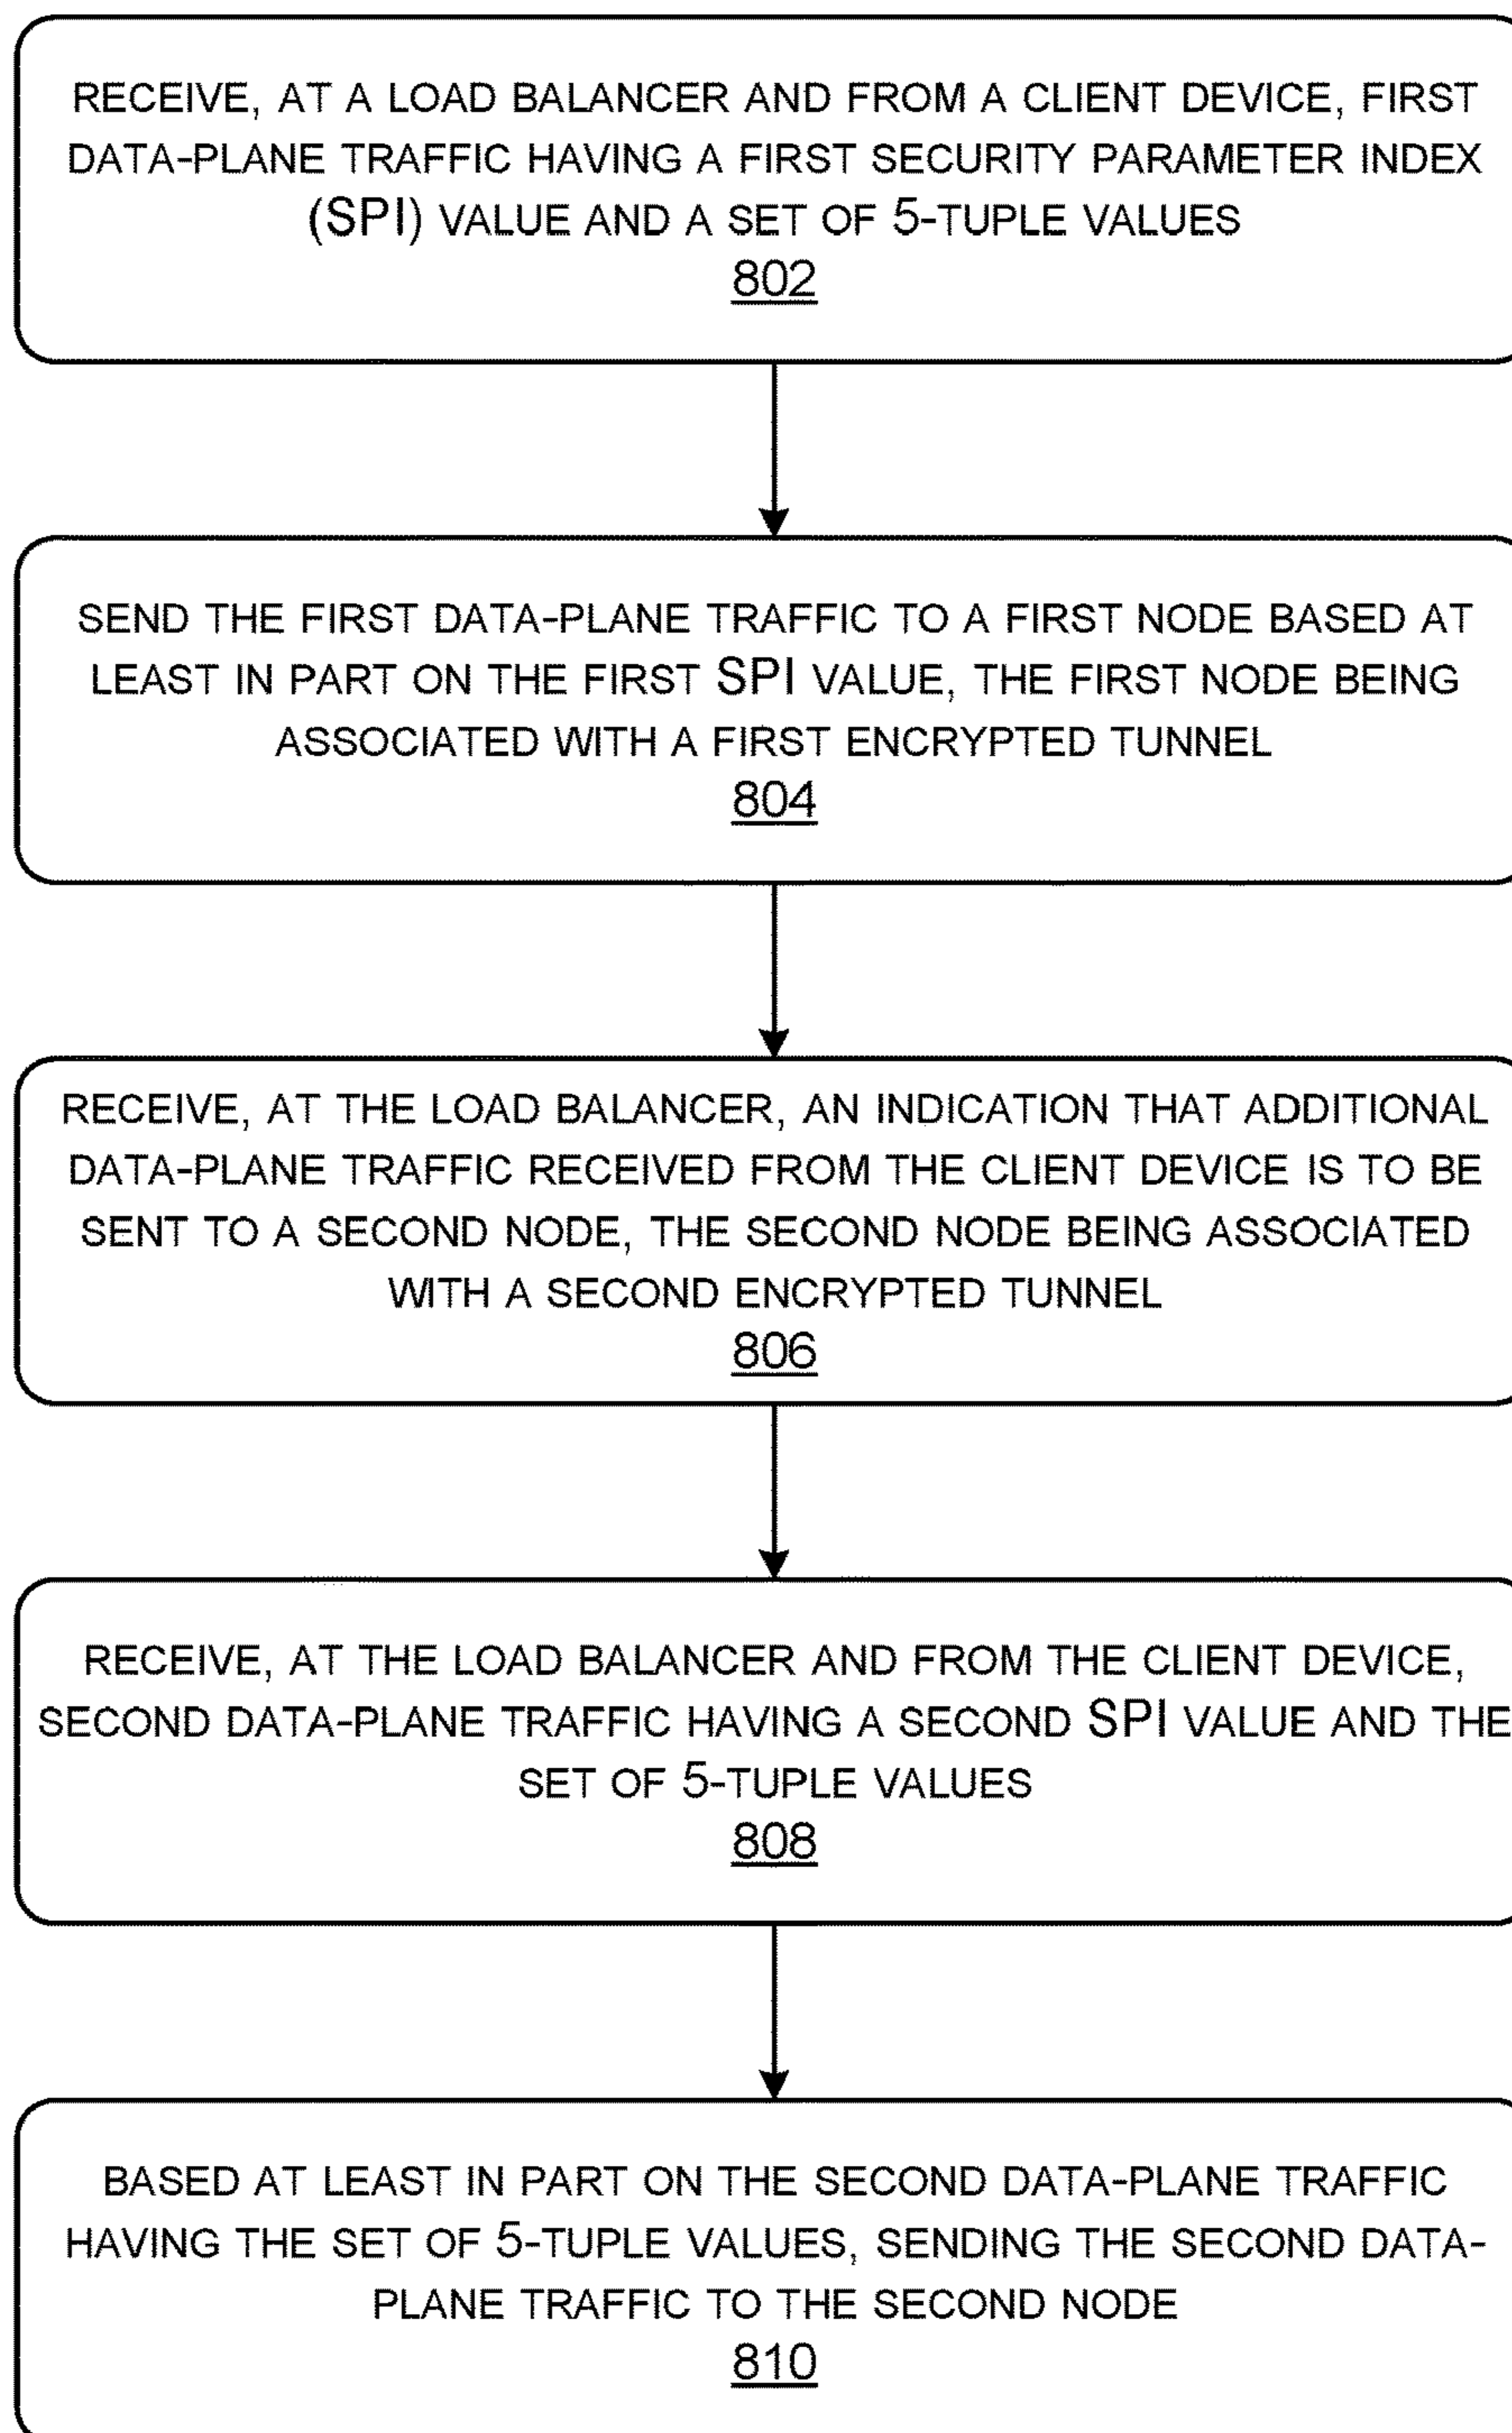 RECEIVE, AT A LOAD BALANCER AND FROM A CLIENT DEVICE, FIRST
DATA-PLANE TRAFFIC HAVING A FIRST SECURITY PARAMETER INDEX
(SPI) VALUE AND A SET OF 5-TUPLE VALUES
802
SEND THE FIRST DATA-PLANE TRAFFIC TO A FIRST NODE BASED AT
LEAST IN PART ON THE FIRST SPI VALUE, THE FIRST NODE BEING
ASSOCIATED WITH A FIRST ENCRYPTED TUNNEL
804
RECEIVE, AT THE LOAD BALANCER, AN INDICATION THAT ADDITIONAL
DATA-PLANE TRAFFIC RECEIVED FROM THE CLIENT DEVICE IS TO BE
SENT TO A SECOND NODE, THE SECOND NODE BEING ASSOCIATED
WITH A SECOND ENCRYPTED TUNNEL
806
RECEIVE, AT THE LOAD BALANCER AND FROM THE CLIENT DEVICE,
SECOND DATA-PLANE TRAFFIC HAVING A SECOND SPI VALUE AND THE
SET OF 5-TUPLE VALUES
808
BASED AT LEAST IN PART ON THE SECOND DATA-PLANE TRAFFIC
HAVING THE SET OF 5-TUPLE VALUES, SENDING THE SECOND DATA-
PLANE TRAFFIC TO THE SECOND NODE
810